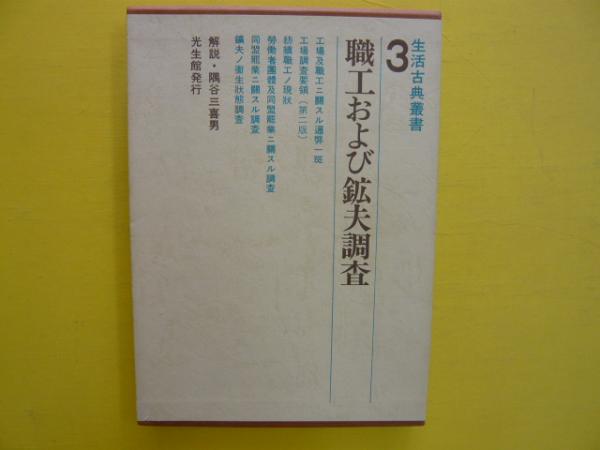 生活古典叢書
3
職工および鉱夫調査
工場及職工ニ關スル通弊一斑
工場調査要領（第二版）
紡績職工ノ現狀
勞働者團體及同盟罷業ニ關スル調査
同盟罷業ニ關スル調査
鑛夫ノ衞生狀態調査
解説・隅谷三喜男
光生館発行